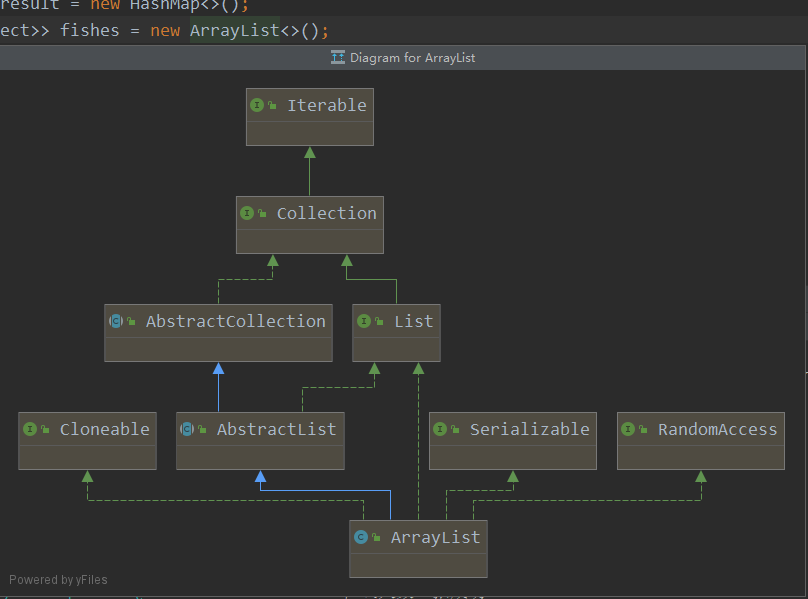 result = new HashMap<>();
ect>> fishes = new ArrayList<>();
Diagram for ArrayList
I Iterable
I Collection
C AbstractCollection
I List
I Cloneable
C AbstractList
I Serializable
I RandomAccess
C ArrayList
Powered by yFiles